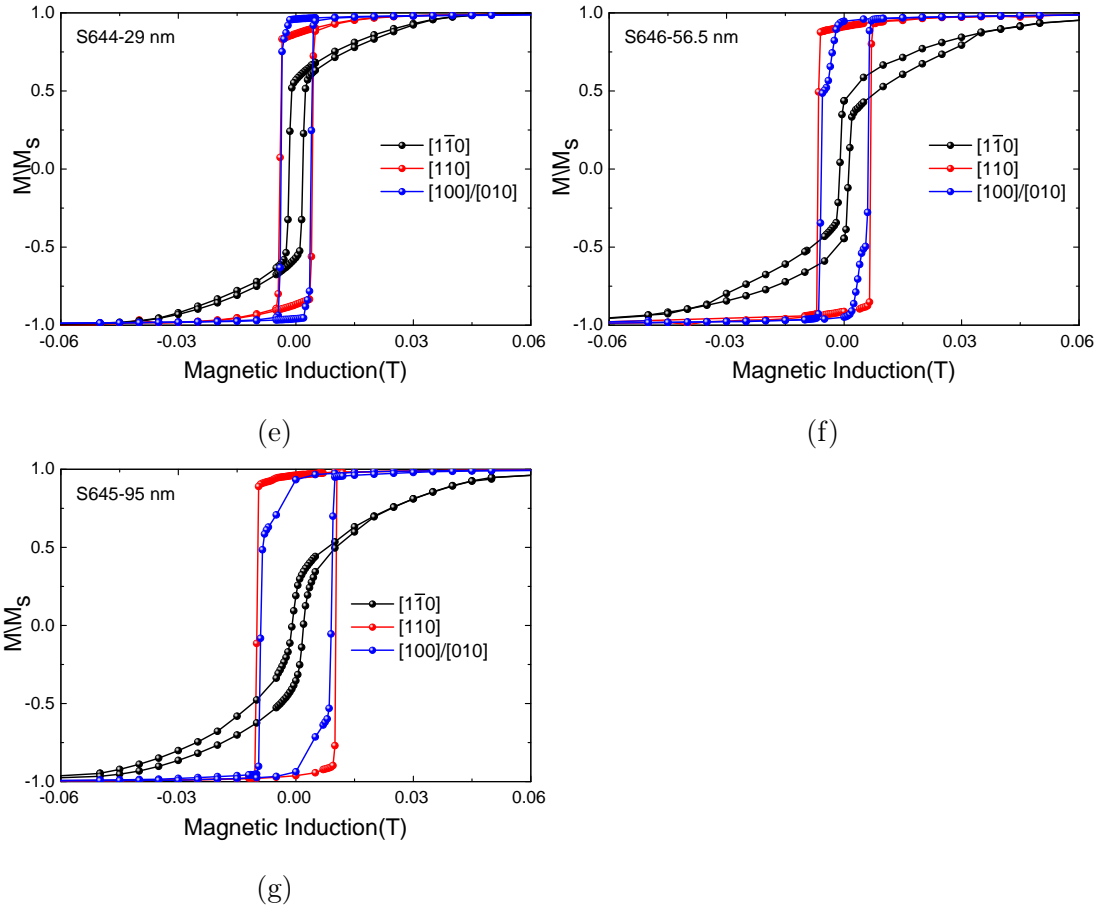 S644-29 nm
M\M_s
1.0
0.5
0.0
-0.5
-1.0
[11̅0]
[110]
[100]/[010]
-0.06 -0.03 0.00 0.03 0.06
Magnetic Induction(T)
(e)
S646-56.5 nm
M\M_s
1.0
0.5
0.0
-0.5
-1.0
[11̅0]
[110]
[100]/[010]
-0.06 -0.03 0.00 0.03 0.06
Magnetic Induction(T)
(f)
S645-95 nm
M\M_s
1.0
0.5
0.0
-0.5
-1.0
[11̅0]
[110]
[100]/[010]
-0.06 -0.03 0.00 0.03 0.06
Magnetic Induction(T)
(g)